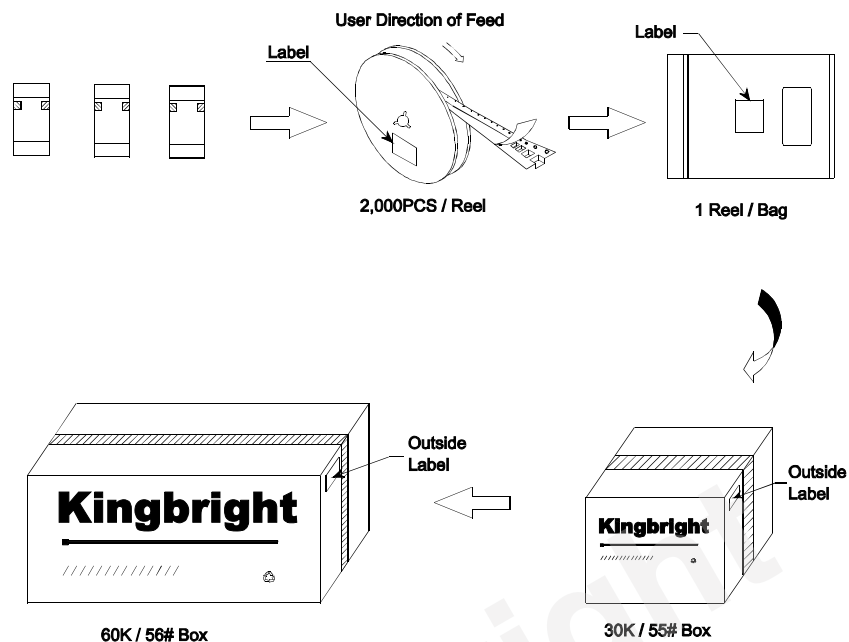 User Direction of Feed
Label
Label
2,000PCS / Reel
1 Reel / Bag
Outside
Label
Outside
Label
Kingbright
Kingbright
60K / 56# Box
30K / 55# Box